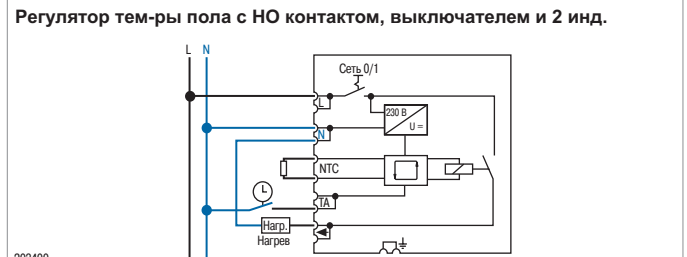 Регулятор тем-ры пола с НО контактом, выключателем и 2 инд.
L N
Сеть 0/1
L
230 В
U =
N
NTC
TA
Нагр.
Нагрев